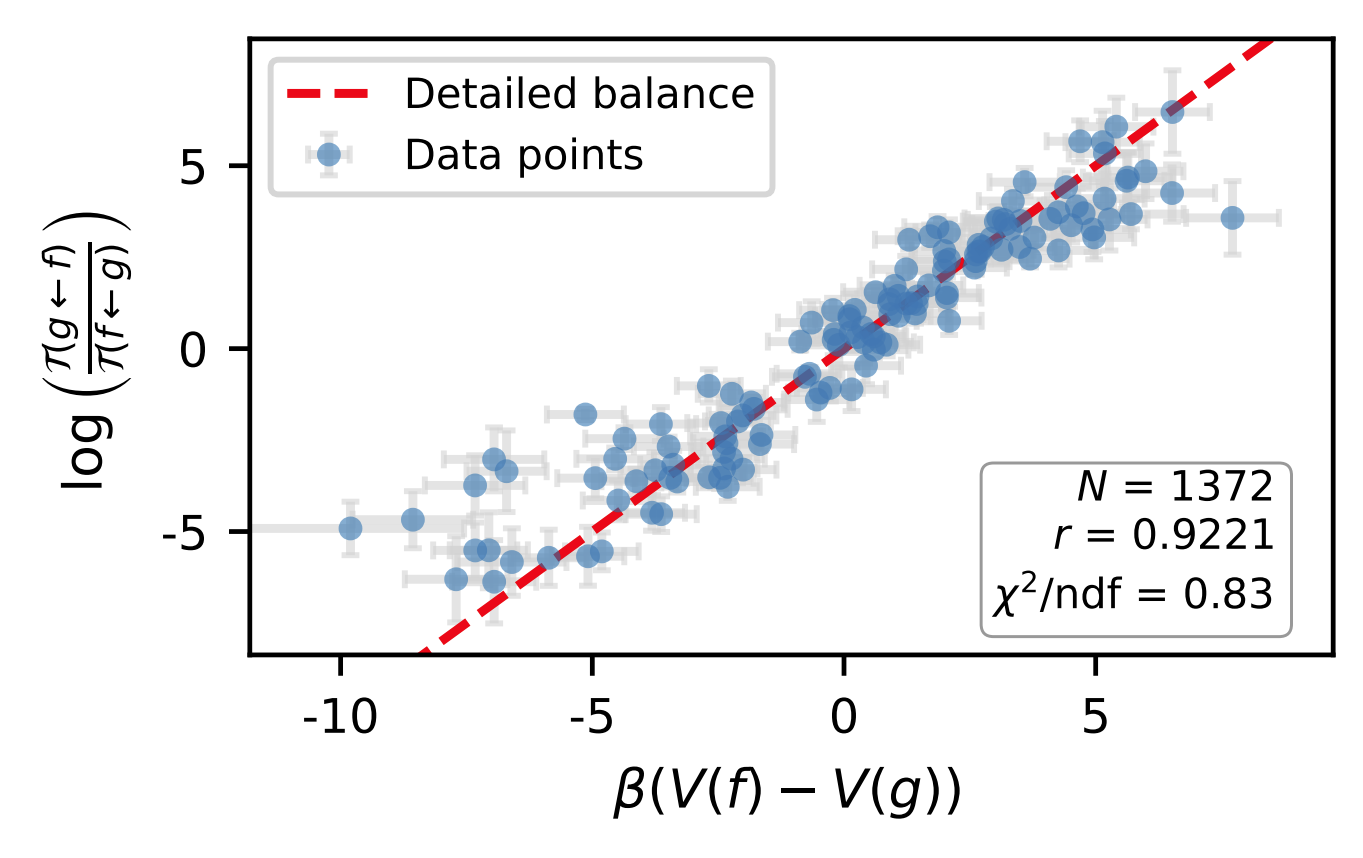 Detailed balance
Data points
5
0
-5
log (𝒯(g ← f) / 𝒯(f ← g))
N = 1372
r = 0.9221
χ²/ndf = 0.83
-10 -5 0 5
β(V(f) − V(g))